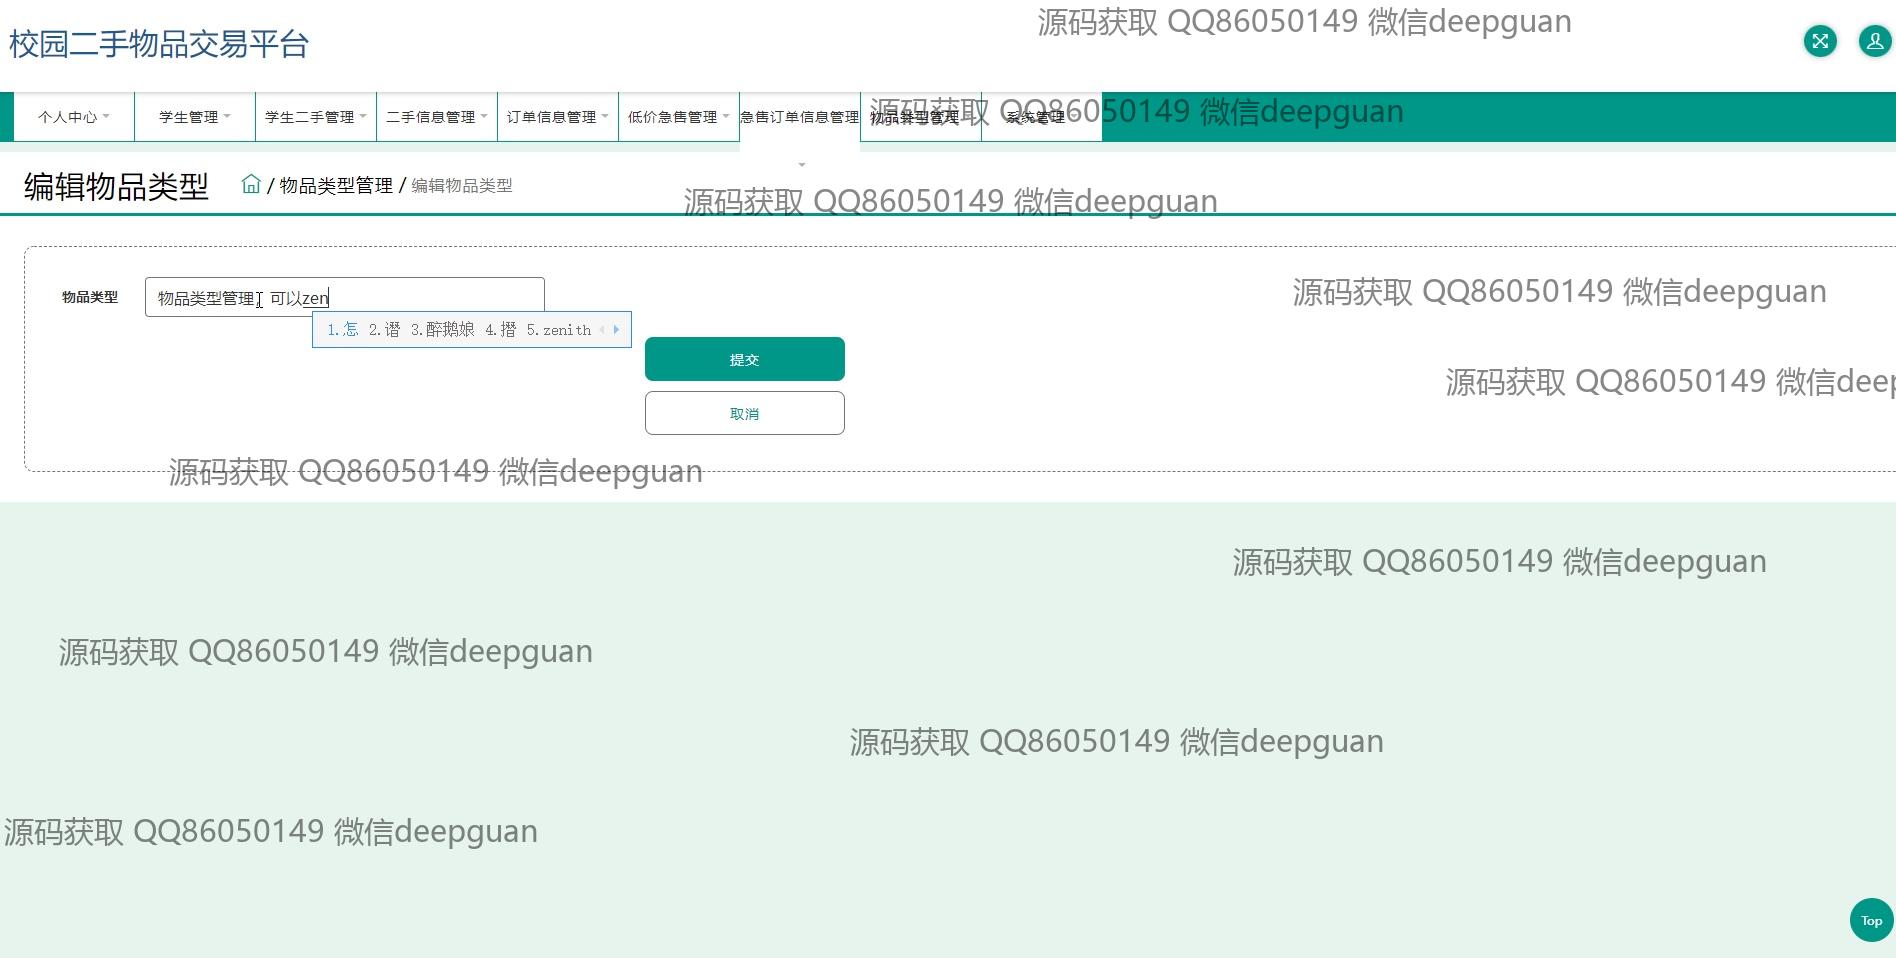 源码获取 QQ86050149 微信deepguan
校园二手物品交易平台
个人中心 学生管理 学生二手管理 二手信息管理 订单信息管理 低价急售管理 急售订单信息管理 物品类型管理 系统管理
源码获取 QQ86050149 微信deepguan
编辑物品类型 / 物品类型管理 / 编辑物品类型
源码获取 QQ86050149 微信deepguan
源码获取 QQ86050149 微信deepguan
物品类型 物品类型管理，可以zen
1.怎 2.谮 3.醉鹅娘 4.撍 5.zenith
提交
源码获取 QQ86050149 微信deep
取消
源码获取 QQ86050149 微信deepguan
源码获取 QQ86050149 微信deepguan
源码获取 QQ86050149 微信deepguan
源码获取 QQ86050149 微信deepguan
源码获取 QQ86050149 微信deepguan
Top